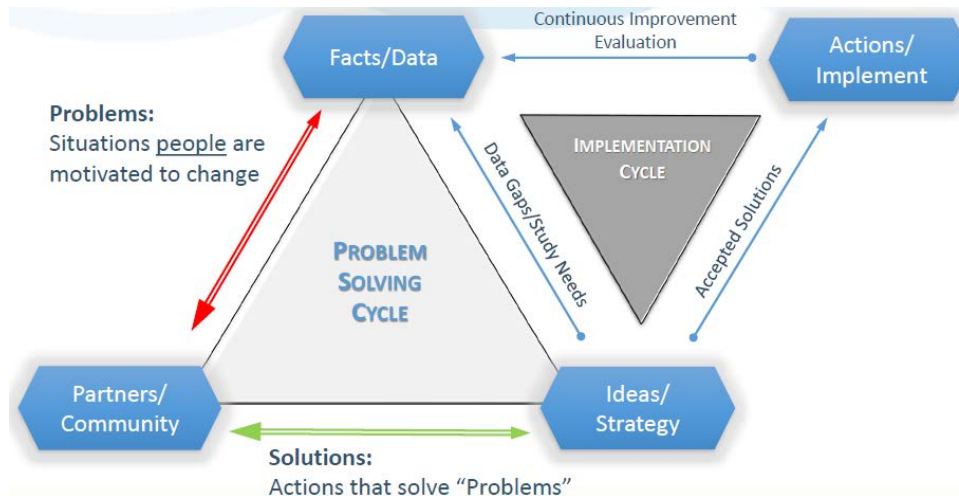 Continuous Improvement
Evaluation
Facts/Data
Actions/
Implement
Problems:
Situations people are
motivated to change
IMPLEMENTATION
CYCLE
Data Gaps/Study Needs
Accepted Solutions
PROBLEM
SOLVING
CYCLE
Partners/
Community
Ideas/
Strategy
Solutions:
Actions that solve “Problems”